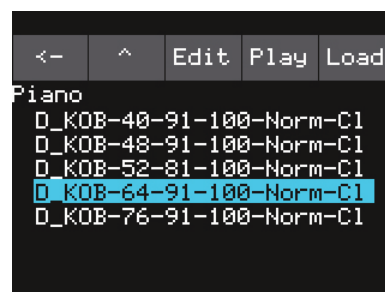 <- ^ Edit Play Load
Piano
D_KOB-40-91-100-Norm-Cl
D_KOB-48-91-100-Norm-Cl
D_KOB-52-81-100-Norm-Cl
D_KOB-64-91-100-Norm-Cl
D_KOB-76-91-100-Norm-Cl